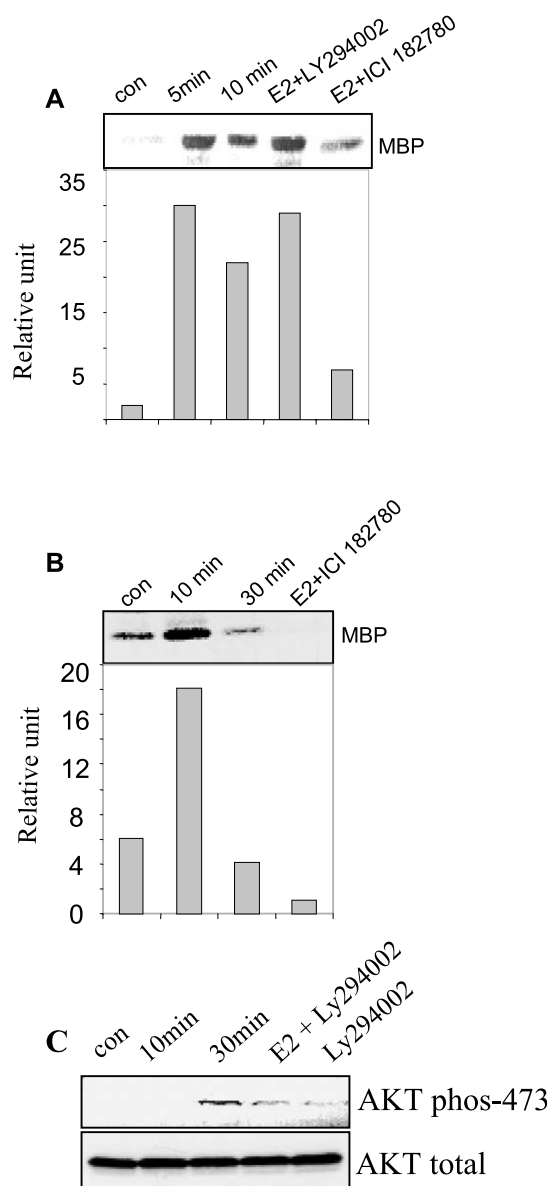 A
con 5min 10 min E2+LY294002 E2+ICI 182780
MBP
35
25
15
5
Relative unit
B
con 10 min 30 min E2+ICI 182780
MBP
20
16
12
8
4
0
Relative unit
C
con 10min 30min E2 + Ly294002 Ly294002
AKT phos-473
AKT total